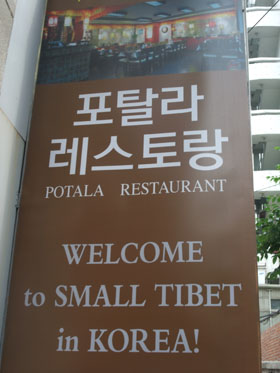 포탈라
레스토랑
POTALA RESTAURANT
WELCOME
to SMALL TIBET
in KOREA!